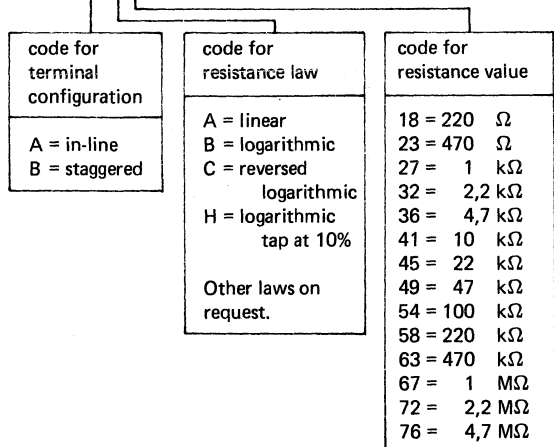 code for
terminal
configuration
A = in-line
B = staggered
code for
resistance law
A = linear
B = logarithmic
C = reversed
logarithmic
H = logarithmic
tap at 10%
Other laws on
request.
code for
resistance value
18 = 220 Ω
23 = 470 Ω
27 = 1 kΩ
32 = 2,2 kΩ
36 = 4,7 kΩ
41 = 10 kΩ
45 = 22 kΩ
49 = 47 kΩ
54 = 100 kΩ
58 = 220 kΩ
63 = 470 kΩ
67 = 1 MΩ
72 = 2,2 MΩ
76 = 4,7 MΩ